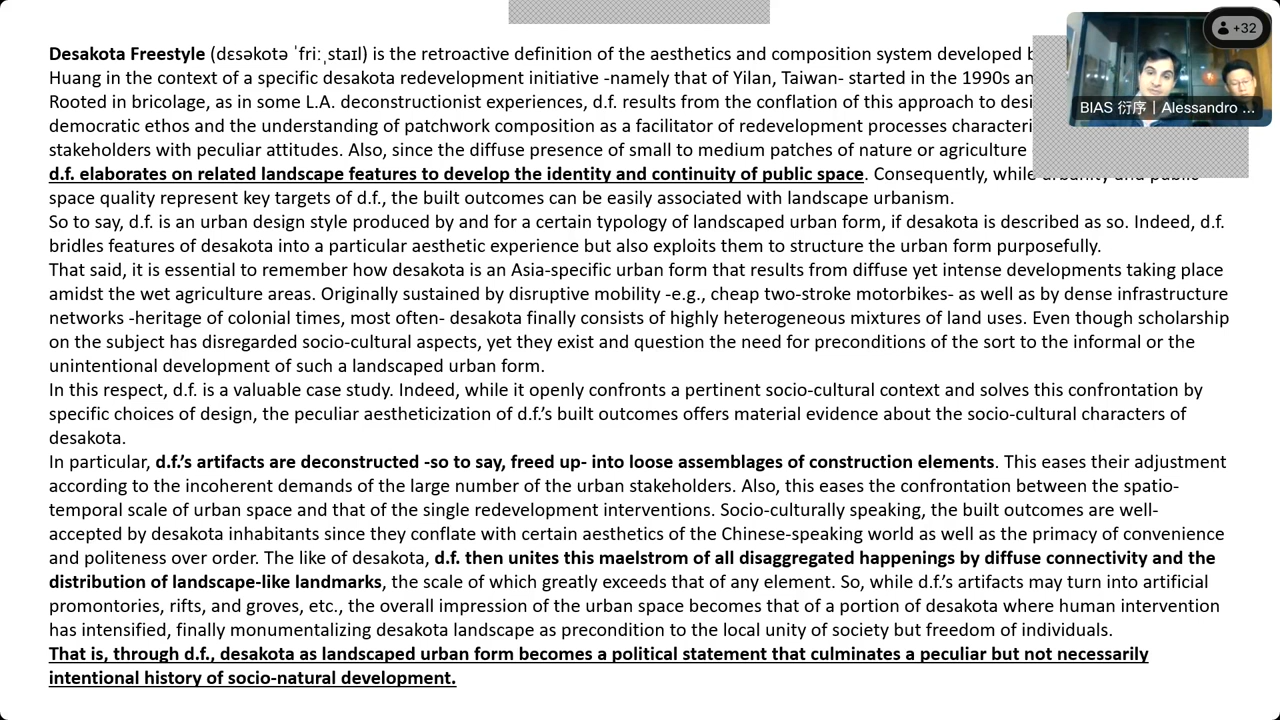 Desakota Freestyle (dɛsəkotə ˈfriːˌstaɪl) is the retroactive definition of the aesthetics and composition system developed
Huang in the context of a specific desakota redevelopment initiative -namely that of Yilan, Taiwan- started in the 1990s
Rooted in bricolage, as in some L.A. deconstructionist experiences, d.f. results from the conflation of this approach to
democratic ethos and the understanding of patchwork composition as a facilitator of redevelopment processes
stakeholders with peculiar attitudes. Also, since the diffuse presence of small to medium patches of nature or agriculture
d.f. elaborates on related landscape features to develop the identity and continuity of public space. Consequently, while urbanity and public
space quality represent key targets of d.f., the built outcomes can be easily associated with landscape urbanism.
So to say, d.f. is an urban design style produced by and for a certain typology of landscaped urban form, if desakota is described as so. Indeed, d.f.
bridles features of desakota into a particular aesthetic experience but also exploits them to structure the urban form purposefully.
That said, it is essential to remember how desakota is an Asia-specific urban form that results from diffuse yet intense developments taking place
amidst the wet agriculture areas. Originally sustained by disruptive mobility -e.g., cheap two-stroke motorbikes- as well as by dense infrastructure
networks -heritage of colonial times, most often- desakota finally consists of highly heterogeneous mixtures of land uses. Even though scholarship
on the subject has disregarded socio-cultural aspects, yet they exist and question the need for preconditions of the sort to the informal or the
unintentional development of such a landscaped urban form.
In this respect, d.f. is a valuable case study. Indeed, while it openly confronts a pertinent socio-cultural context and solves this confrontation by
specific choices of design, the peculiar aestheticization of d.f.'s built outcomes offers material evidence about the socio-cultural characters of
desakota.
In particular, d.f.'s artifacts are deconstructed -so to say, freed up- into loose assemblages of construction elements. This eases their adjustment
according to the incoherent demands of the large number of the urban stakeholders. Also, this eases the confrontation between the spatio-
temporal scale of urban space and that of the single redevelopment interventions. Socio-culturally speaking, the built outcomes are well-
accepted by desakota inhabitants since they conflate with certain aesthetics of the Chinese-speaking world as well as the primacy of convenience
and politeness over order. The like of desakota, d.f. then unites this maelstrom of all disaggregated happenings by diffuse connectivity and the
distribution of landscape-like landmarks, the scale of which greatly exceeds that of any element. So, while d.f.'s artifacts may turn into artificial
promontories, rifts, and groves, etc., the overall impression of the urban space becomes that of a portion of desakota where human intervention
has intensified, finally monumentalizing desakota landscape as precondition to the local unity of society but freedom of individuals.
That is, through d.f., desakota as landscaped urban form becomes a political statement that culminates a peculiar but not necessarily
intentional history of socio-natural development.
+32
BIAS 衍序 | Alessandro ...